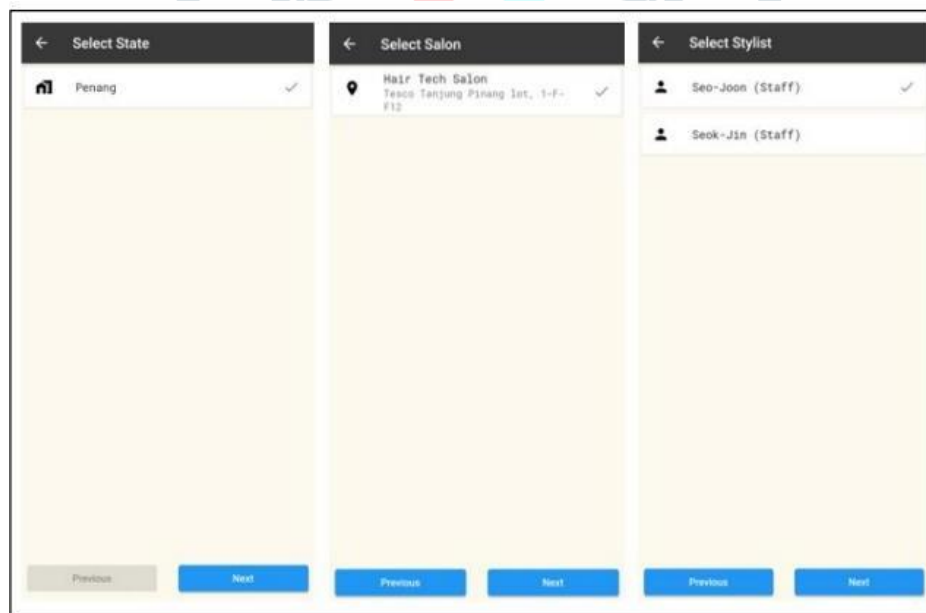 Select State
Penang
Previous
Next
Select Salon
Hair Tech Salon
Tesco Tanjung Pinang lot, 1-F-
F12
Previous
Next
Select Stylist
Seo-Joon (Staff)
Seok-Jin (Staff)
Previous
Next